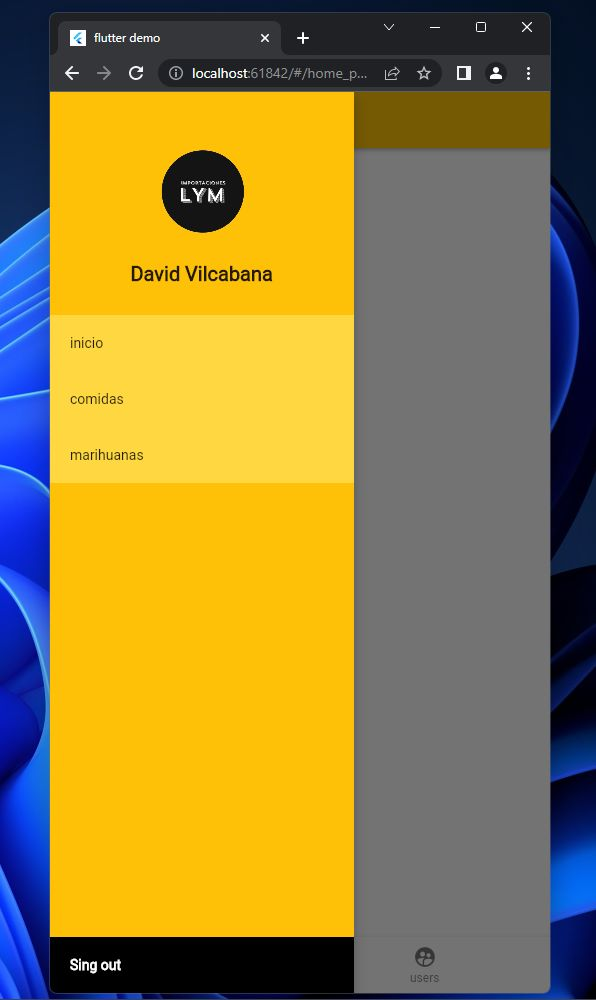 flutter demo
localhost:61842/#/home_p...
IMPORTACIONES
LYM
David Vilcabana
inicio
comidas
marihuanas
Sing out
users